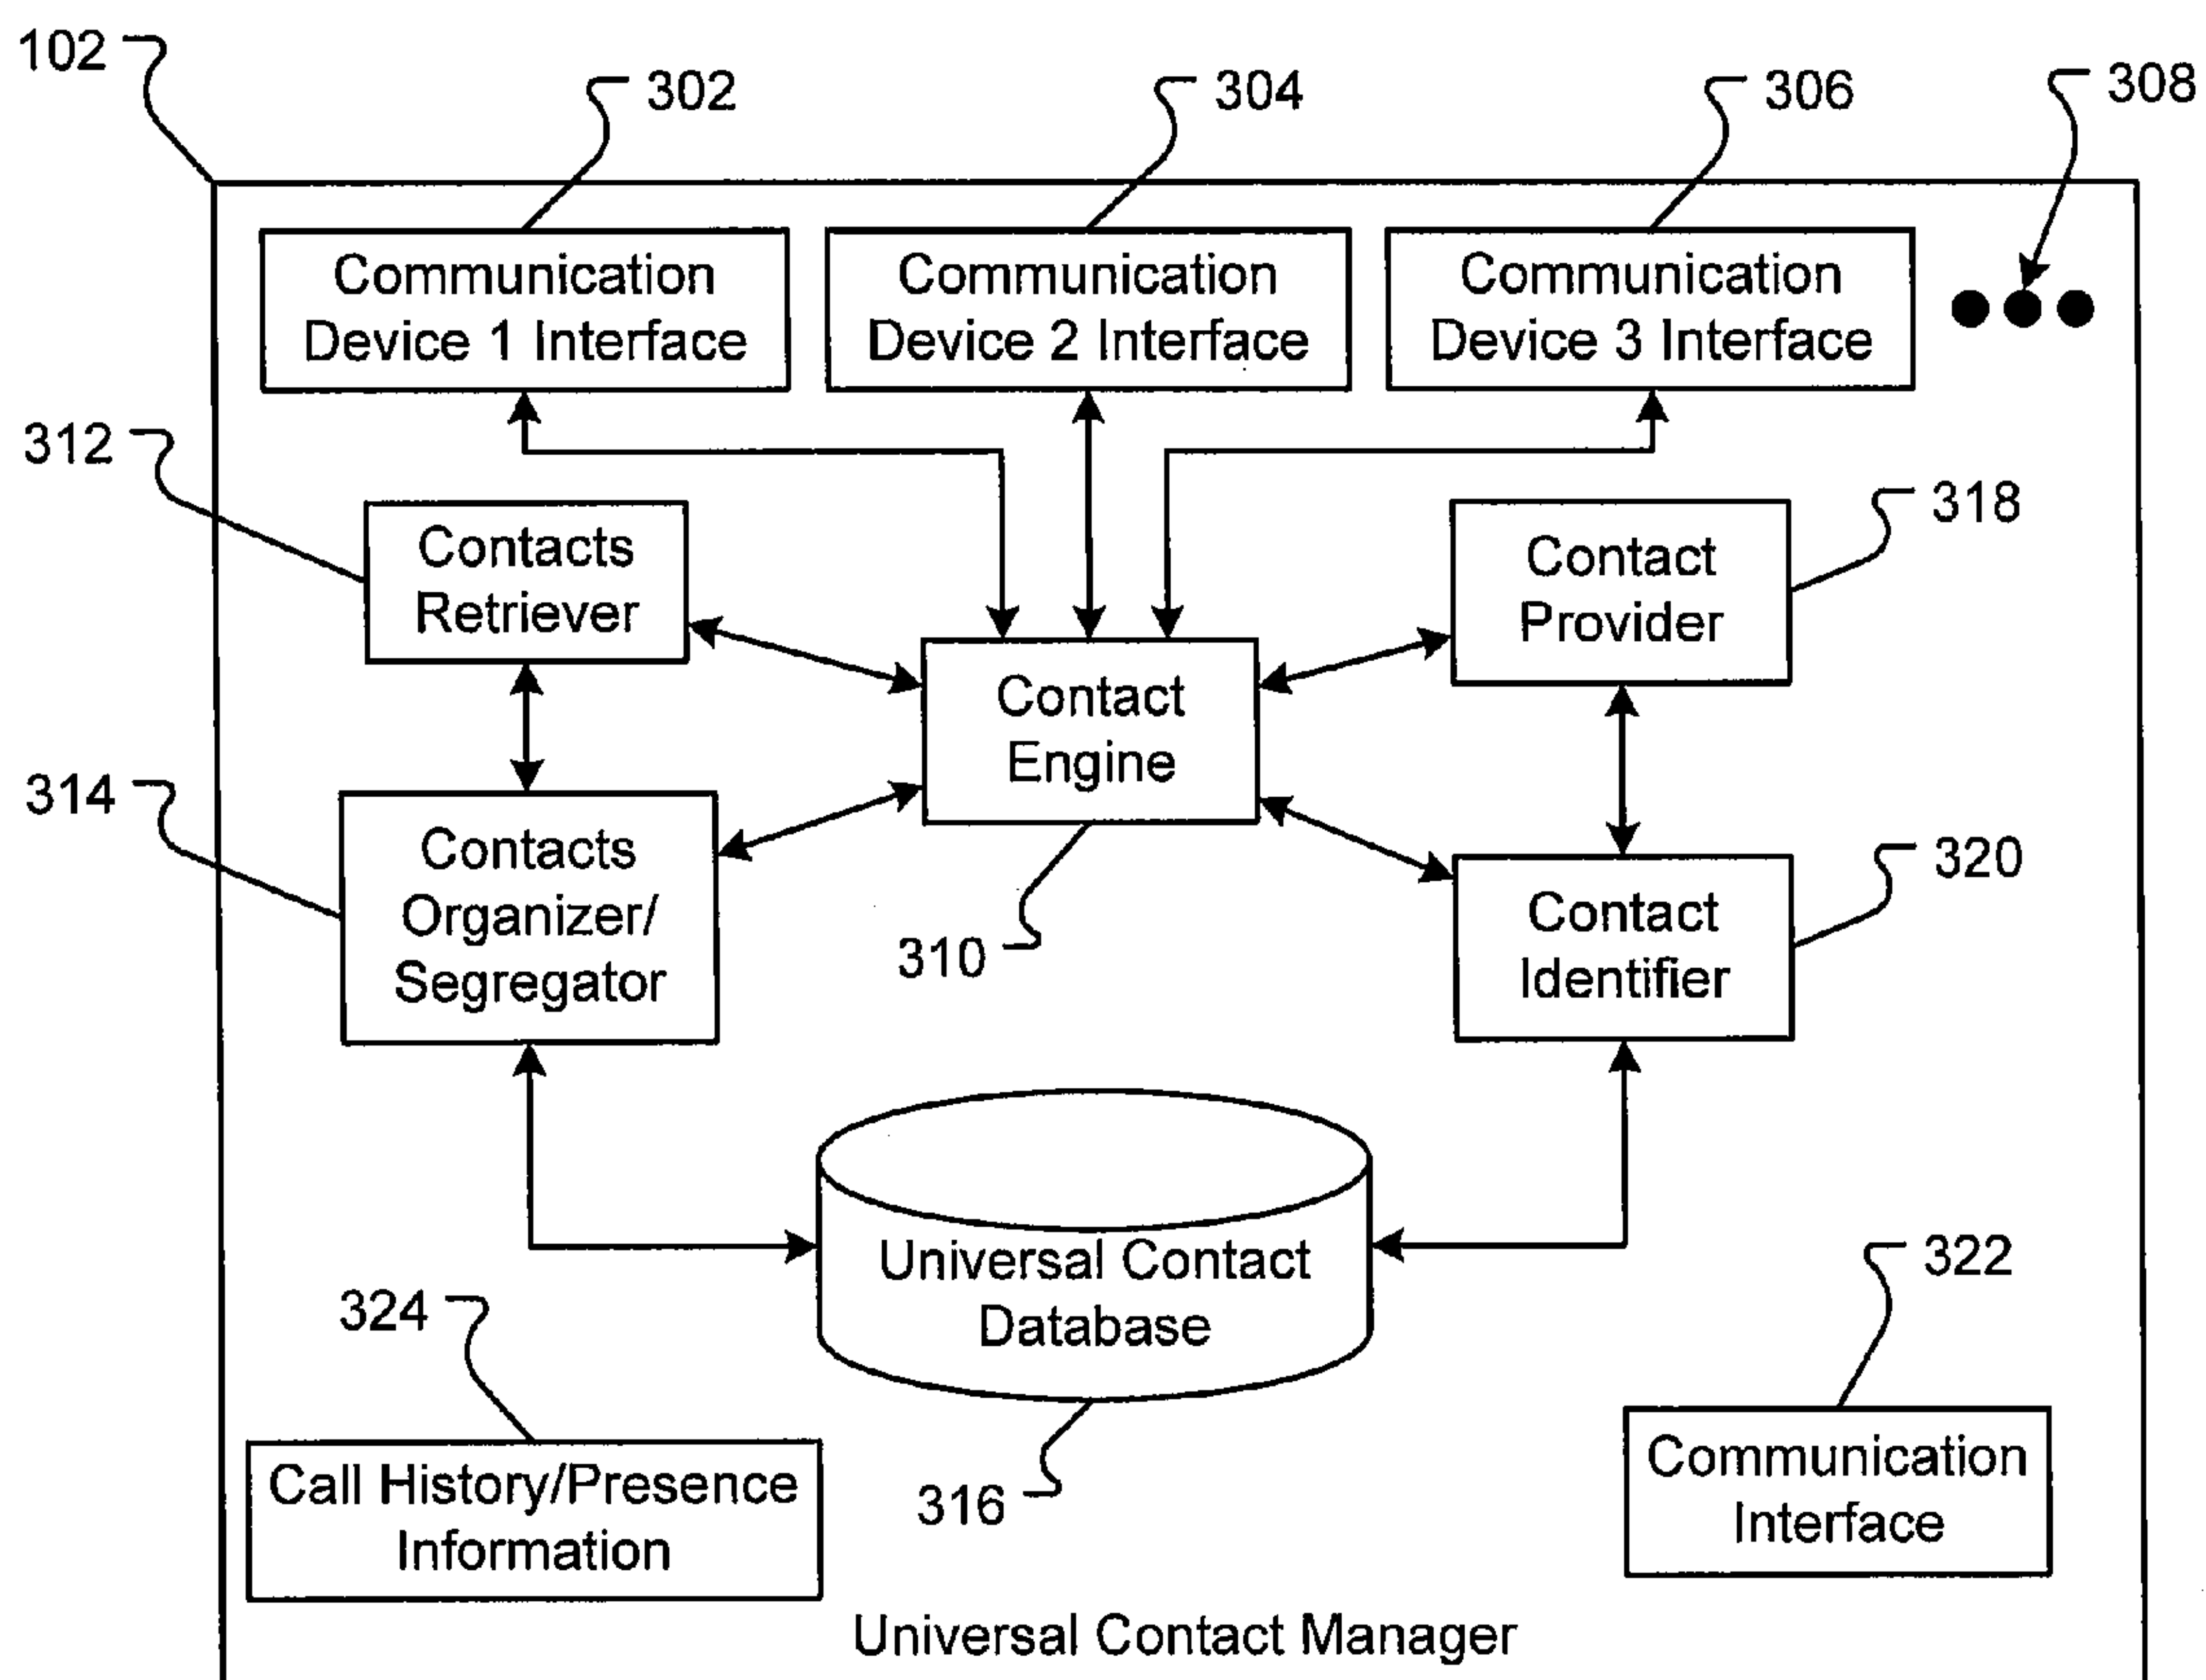 102
302
304
306
308
Communication
Device 1 Interface
Communication
Device 2 Interface
Communication
Device 3 Interface
312
Contacts
Retriever
318
Contact
Provider
Contact
Engine
310
314
Contacts
Organizer/
Segregator
320
Contact
Identifier
Universal Contact
Database
316
324
Call History/Presence
Information
322
Communication
Interface
Universal Contact Manager